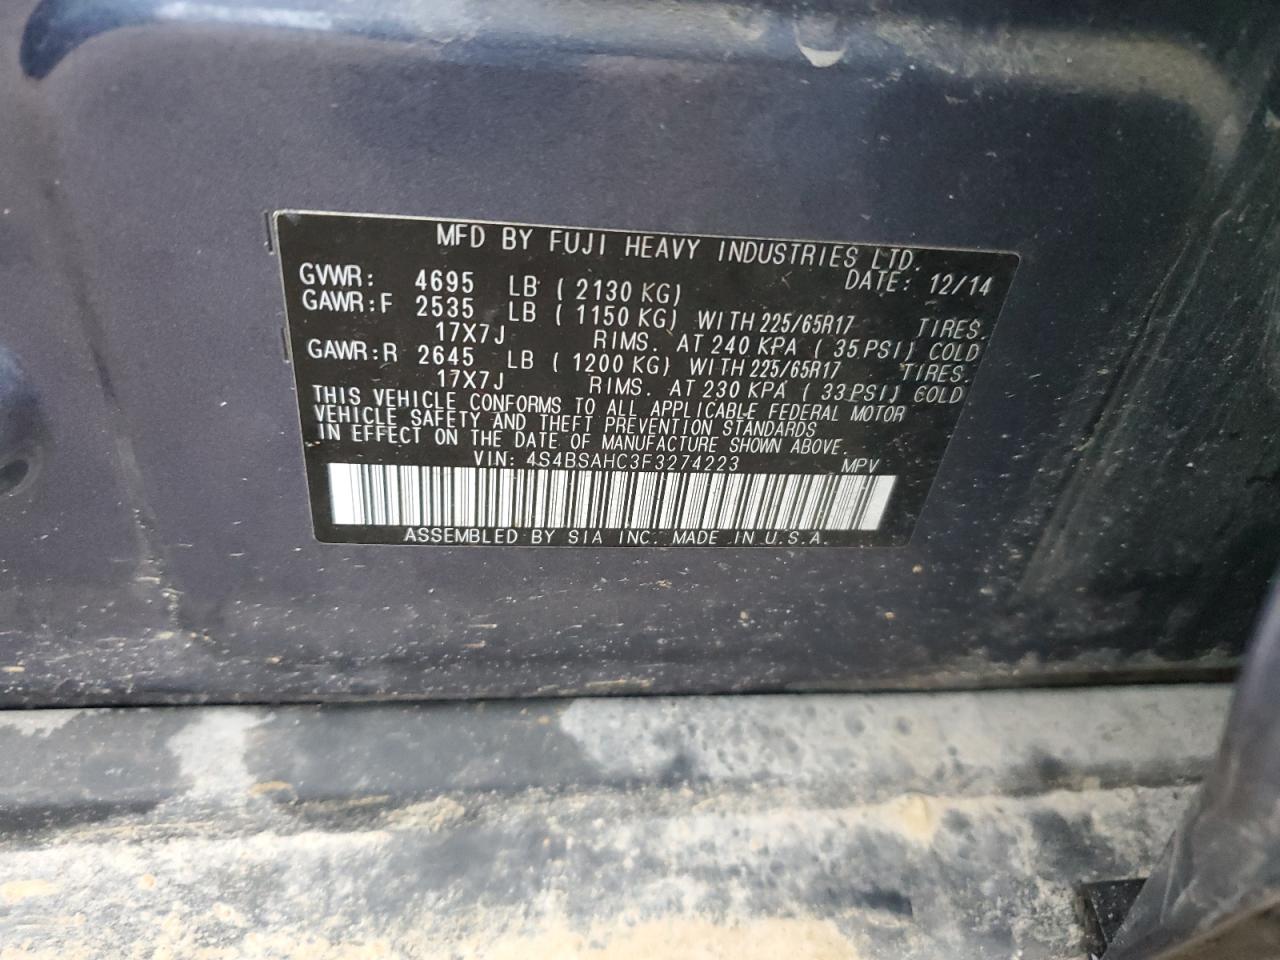 MFD BY FUJI HEAVY INDUSTRIES LTD.
DATE: 12/14
GVWR: 4695 LB ( 2130 KG)
GAWR:F 2535 LB ( 1150 KG) WITH 225/65R17 TIRES.
17X7J RIMS. AT 240 KPA ( 35 PSI) COLD
GAWR:R 2645 LB ( 1200 KG) WITH 225/65R17 TIRES.
17X7J RIMS. AT 230 KPA ( 33 PSI) COLD
THIS VEHICLE CONFORMS TO ALL APPLICABLE FEDERAL MOTOR
VEHICLE SAFETY AND THEFT PREVENTION STANDARDS
IN EFFECT ON THE DATE OF MANUFACTURE SHOWN ABOVE.
VIN: 4S4BSAHC3F3274223 MPV
ASSEMBLED BY SIA INC. MADE IN U.S.A.